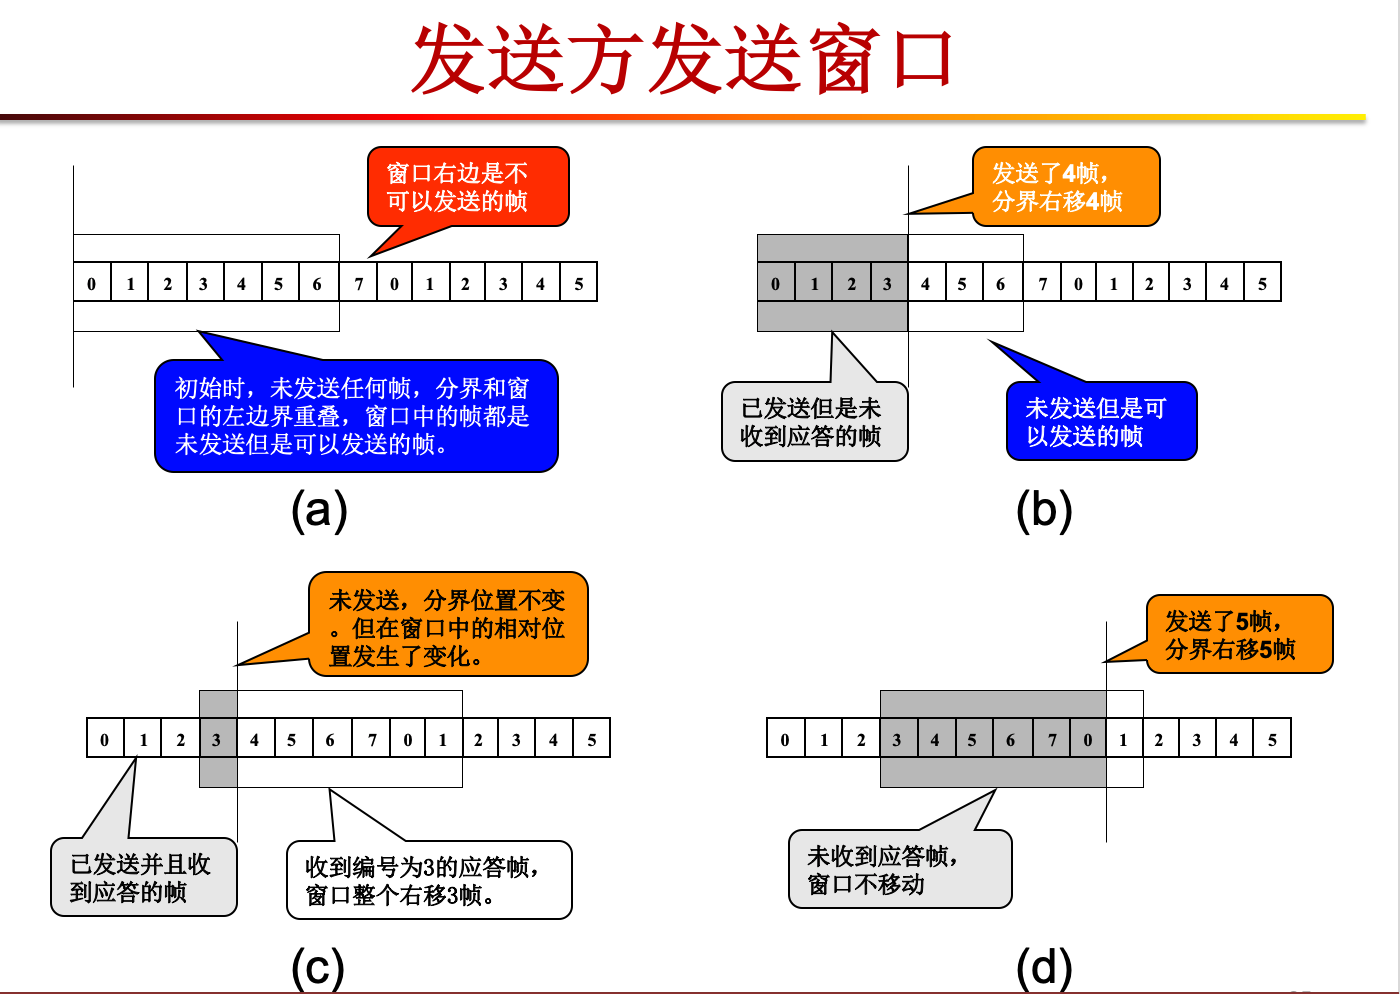 发送方发送窗口
窗口右边是不
可以发送的帧
0 1 2 3 4 5 6 7 0 1 2 3 4 5
初始时，未发送任何帧，分界和窗
口的左边界重叠，窗口中的帧都是
未发送但是可以发送的帧。
(a)
发送了4帧，
分界右移4帧
0 1 2 3 4 5 6 7 0 1 2 3 4 5
已发送但是未
收到应答的帧
未发送但是可
以发送的帧
(b)
未发送，分界位置不变
。但在窗口中的相对位
置发生了变化。
0 1 2 3 4 5 6 7 0 1 2 3 4 5
已发送并且收
到应答的帧
收到编号为3的应答帧，
窗口整个右移3帧。
(c)
发送了5帧，
分界右移5帧
0 1 2 3 4 5 6 7 0 1 2 3 4 5
未收到应答帧，
窗口不移动
(d)